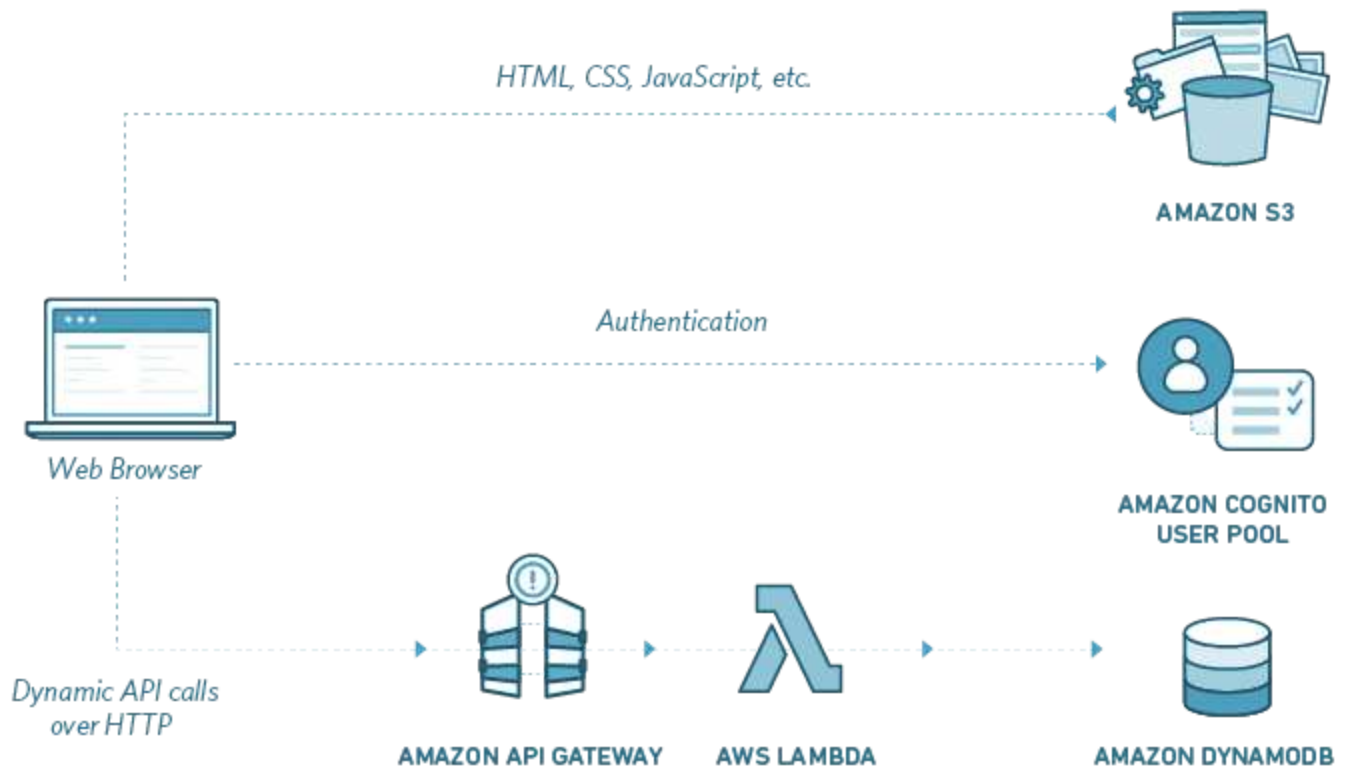 HTML, CSS, JavaScript, etc.
AMAZON S3
Authentication
Web Browser
AMAZON COGNITO
USER POOL
Dynamic API calls
over HTTP
AMAZON API GATEWAY
AWS LAMBDA
AMAZON DYNAMODB